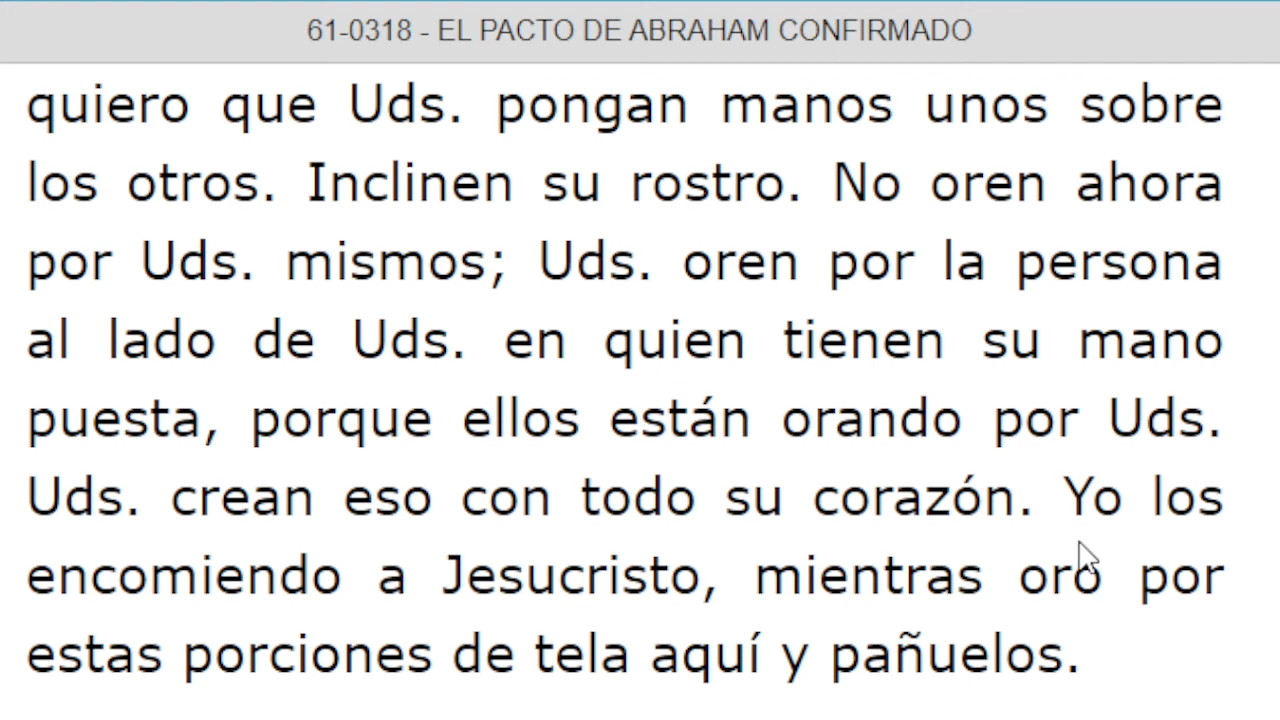 61-0318 - EL PACTO DE ABRAHAM CONFIRMADO
quiero que Uds. pongan manos unos sobre
los otros. Inclinen su rostro. No oren ahora
por Uds. mismos; Uds. oren por la persona
al lado de Uds. en quien tienen su mano
puesta, porque ellos están orando por Uds.
Uds. crean eso con todo su corazón. Yo los
encomiendo a Jesucristo, mientras oro por
estas porciones de tela aquí y pañuelos.